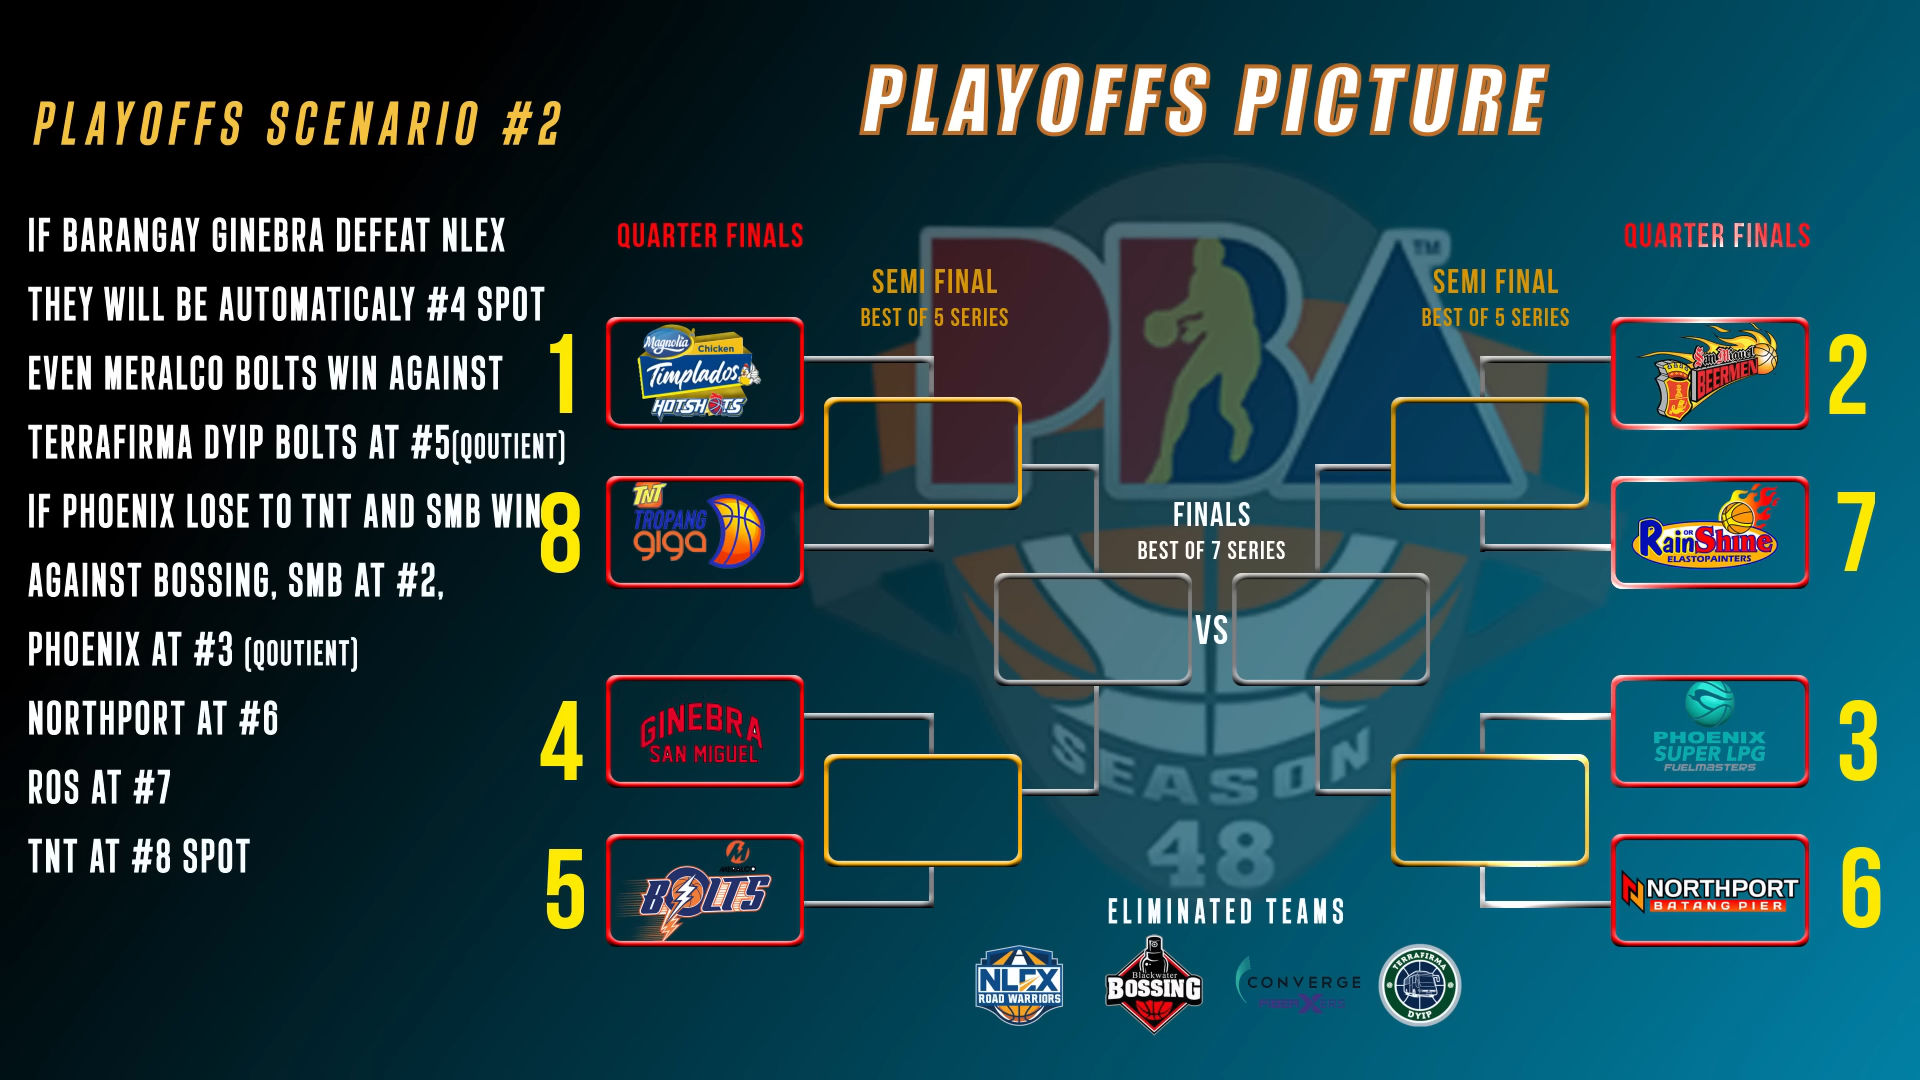 PLAYOFFS PICTURE
PLAYOFFS SCENARIO #2
IF BARANGAY GINEBRA DEFEAT NLEX
THEY WILL BE AUTOMATICALY #4 SPOT
EVEN MERALCO BOLTS WIN AGAINST
TERRAFIRMA DYIP BOLTS AT #5(QOUTIENT)
IF PHOENIX LOSE TO TNT AND SMB WIN
AGAINST BOSSING, SMB AT #2,
PHOENIX AT #3 (QOUTIENT)
NORTHPORT AT #6
ROS AT #7
TNT AT #8 SPOT
QUARTER FINALS
SEMI FINAL
BEST OF 5 SERIES
1
Magnolia
Chicken
Timplados
HOTSHOTS
8
TNT
TROPANG
giga
4
GINEBRA
SAN MIGUEL
5
BOLTS
PBA
TM
FINALS
BEST OF 7 SERIES
VS
SEASON
48
QUARTER FINALS
SEMI FINAL
BEST OF 5 SERIES
San Miguel
BEERMEN
2
Rain OR Shine
ELASTOPAINTERS
7
PHOENIX
SUPER LPG
FUELMASTERS
3
NORTHPORT
BATANG PIER
6
ELIMINATED TEAMS
NLEX
ROAD WARRIORS
Blackwater
BOSSING
CONVERGE
TERRAFIRMA
DYIP